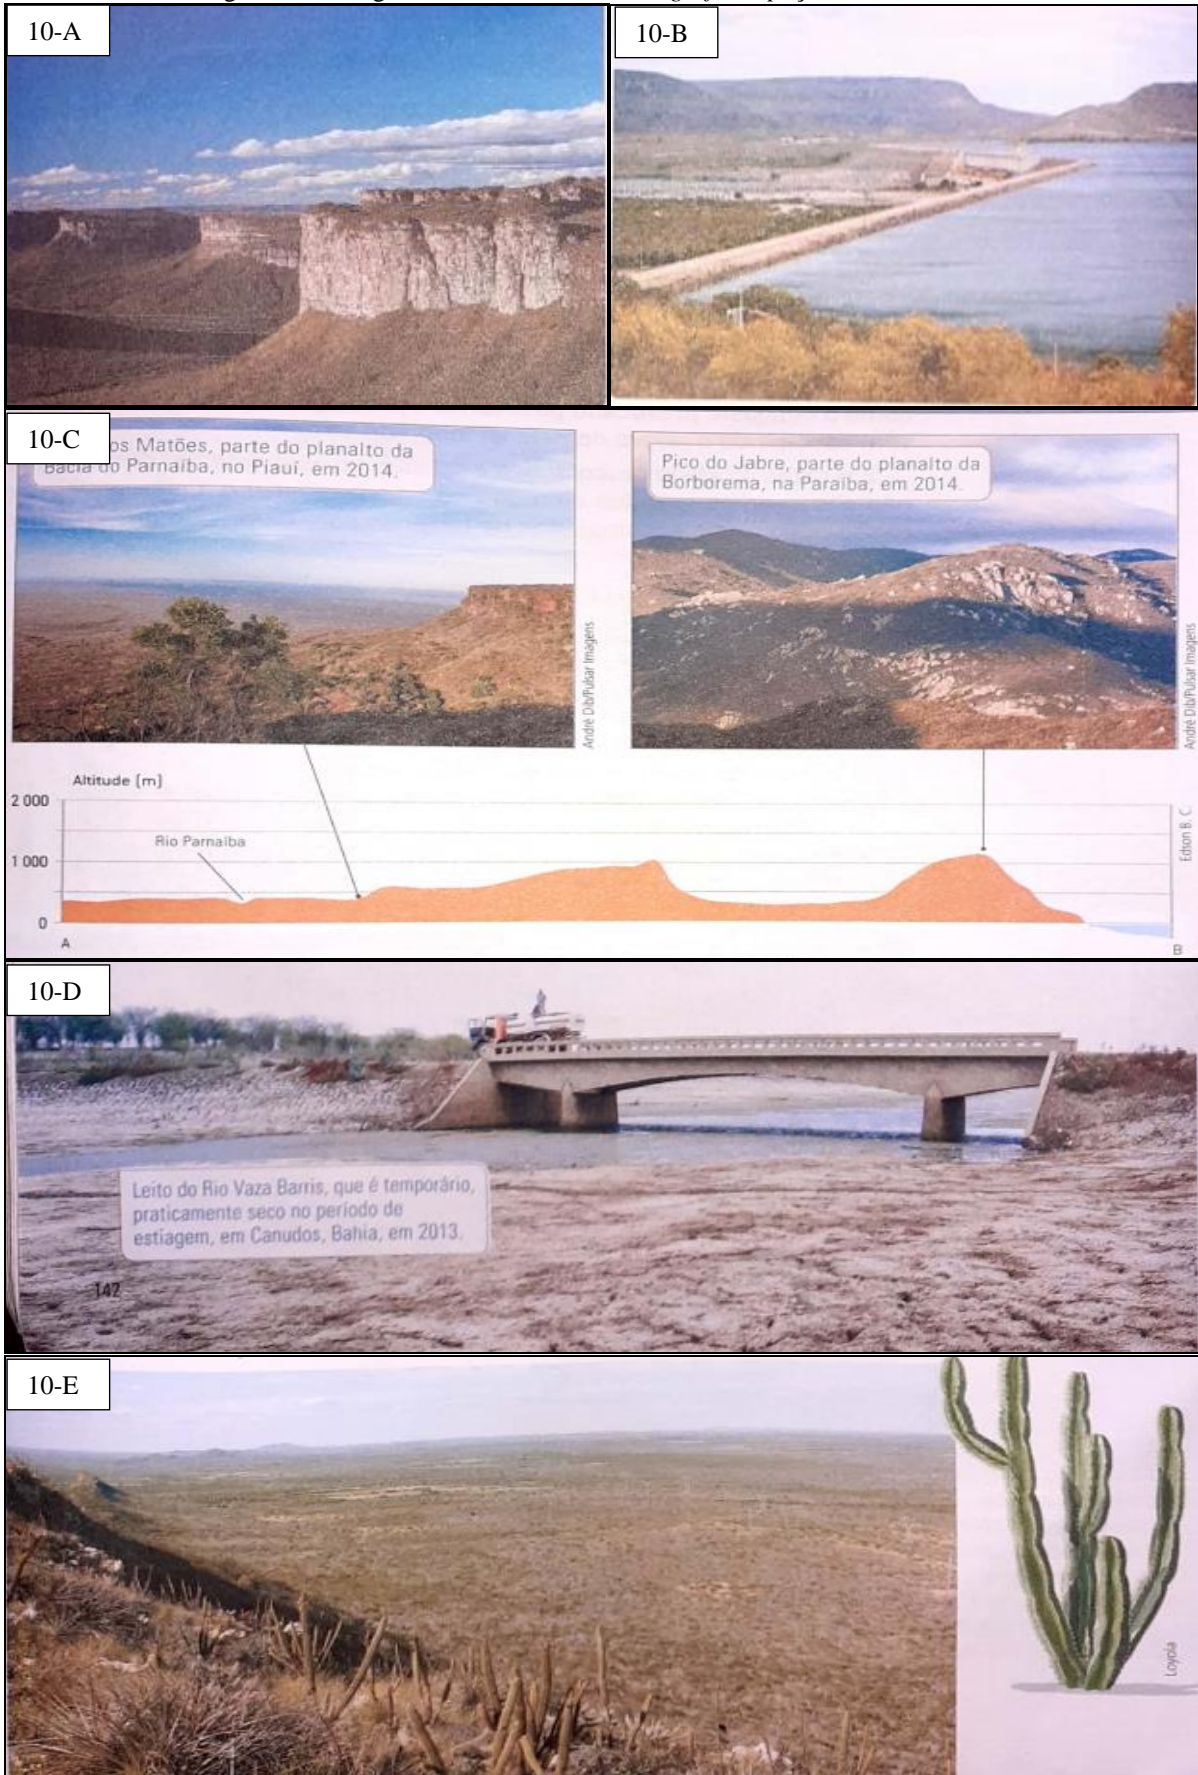 10-A
10-B
10-C
os Matões, parte do planalto da
Bacia do Parnaíba, no Piauí, em 2014.
Pico do Jabre, parte do planalto da
Borborema, na Paraíba, em 2014.
André Dib/Pulsar Imagens
André Dib/Pulsar Imagens
Altitude (m)
2 000
Rio Parnaíba
1 000
0
A
B
Edson B. C.
10-D
Leito do Rio Vaza Barris, que é temporário,
praticamente seco no período de
estiagem, em Canudos, Bahia, em 2013.
142
10-E
Loyola